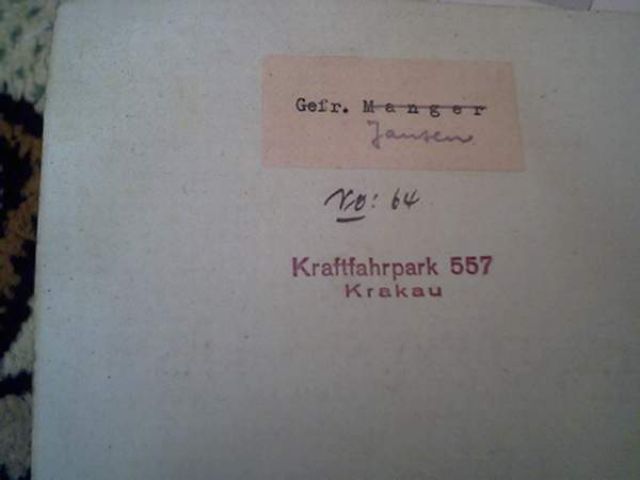 Gefr. Manger
Jansen
No: 64
Kraftfahrpark 557
Krakau